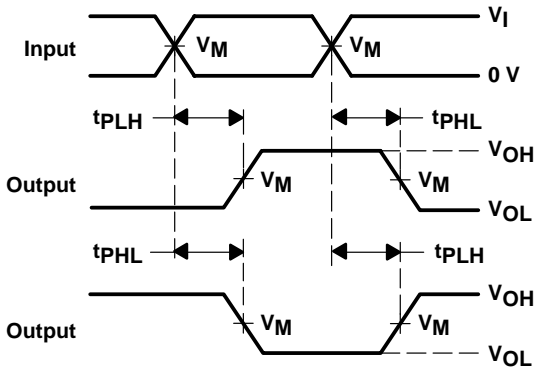 V_I
Input V_M V_M
0 V
t_PLH t_PHL
V_OH
Output V_M V_M
V_OL
t_PHL t_PLH
V_OH
Output V_M V_M
V_OL